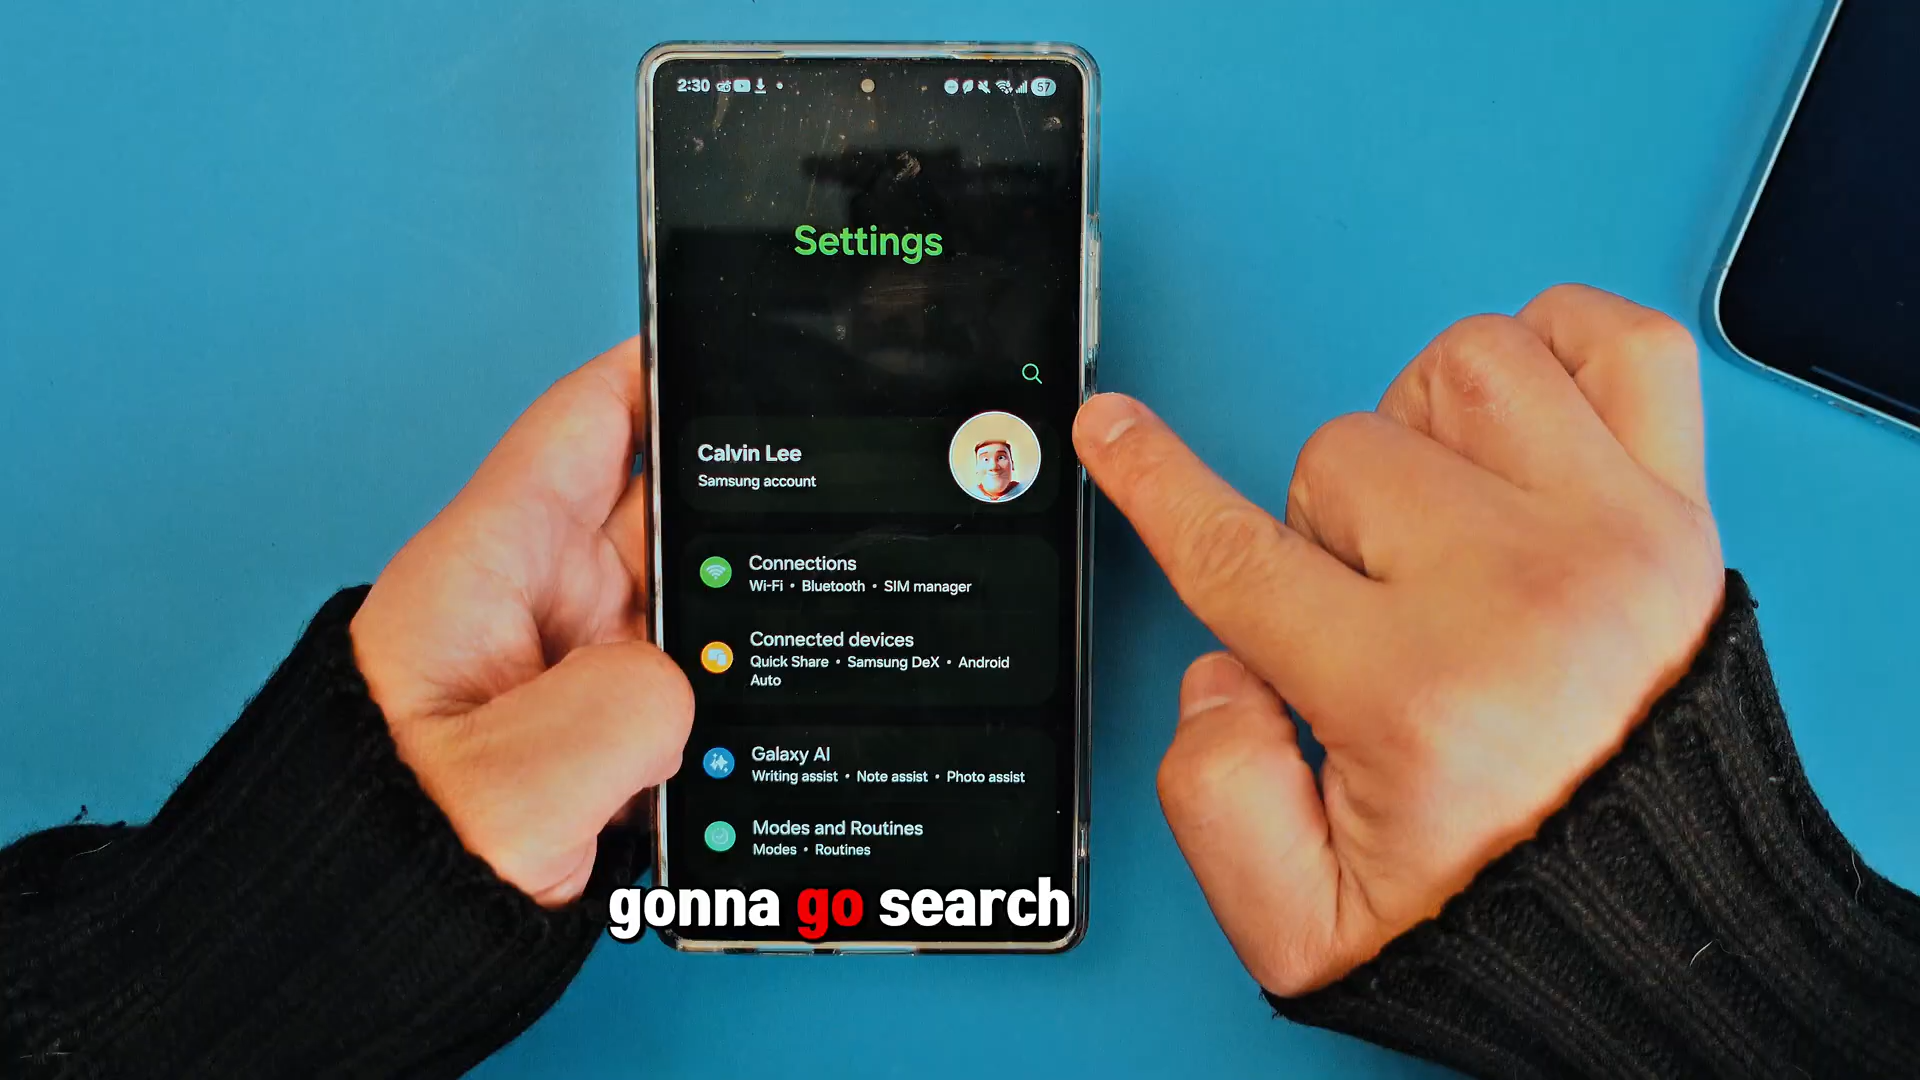 2:30
57
Settings
Calvin Lee
Samsung account
Connections
Wi-Fi • Bluetooth • SIM manager
Connected devices
Quick Share • Samsung DeX • Android
Auto
Galaxy AI
Writing assist • Note assist • Photo assist
Modes and Routines
Modes • Routines
gonna go search